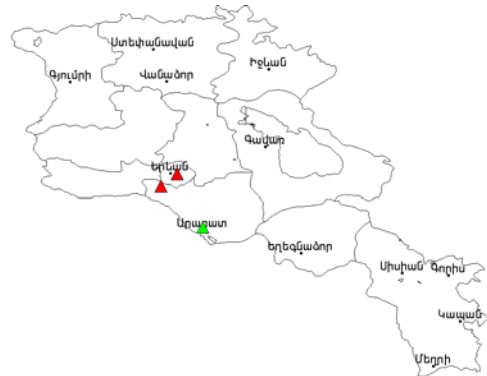 Ստեփանավան
Իջևան
Գյումրի
Վանաձոր
Գավառ
Երևան
Արարատ
Եղեգնաձոր
Սիսիան
Գորիս
Կապան
Մեղրի